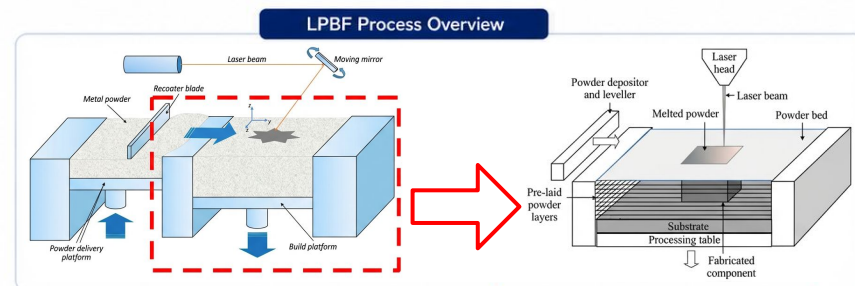 LPBF Process Overview
Laser beam
Moving mirror
Recoater blade
Metal powder
z
y
Powder delivery
platform
Build platform
Laser
head
Powder depositor
and leveller
Laser beam
Melted powder
Powder bed
Pre-laid
powder
layers
Substrate
Processing table
Fabricated
component